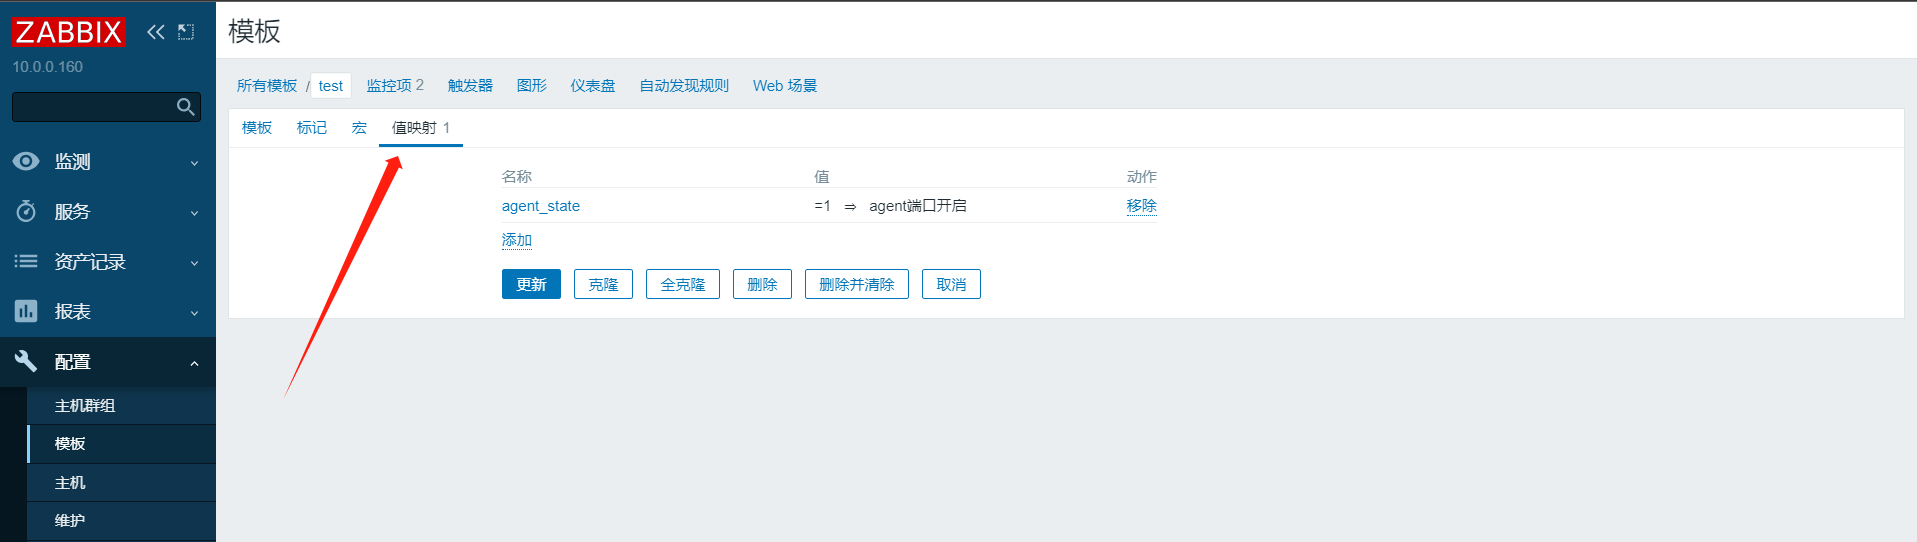 ZABBIX
10.0.0.160
监测
服务
资产记录
报表
配置
主机群组
模板
主机
维护
模板
所有模板 / test 监控项 2 触发器 图形 仪表盘 自动发现规则 Web 场景
模板 标记 宏 值映射 1
名称 值 动作
agent_state =1 ⇒ agent端口开启 移除
添加
更新 克隆 全克隆 删除 删除并清除 取消